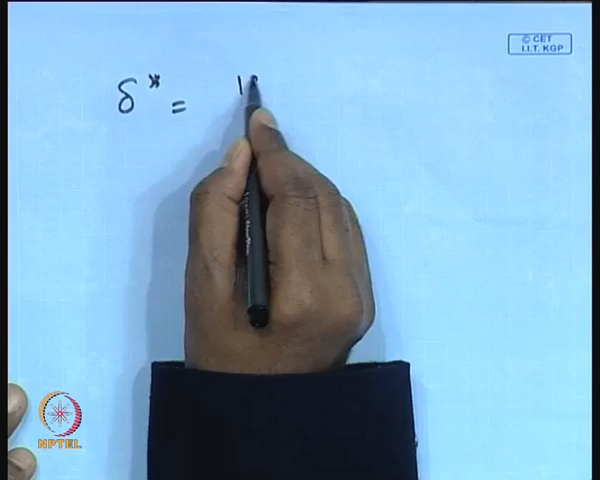 © CET
I.I.T. KGP
δ* =
NPTEL